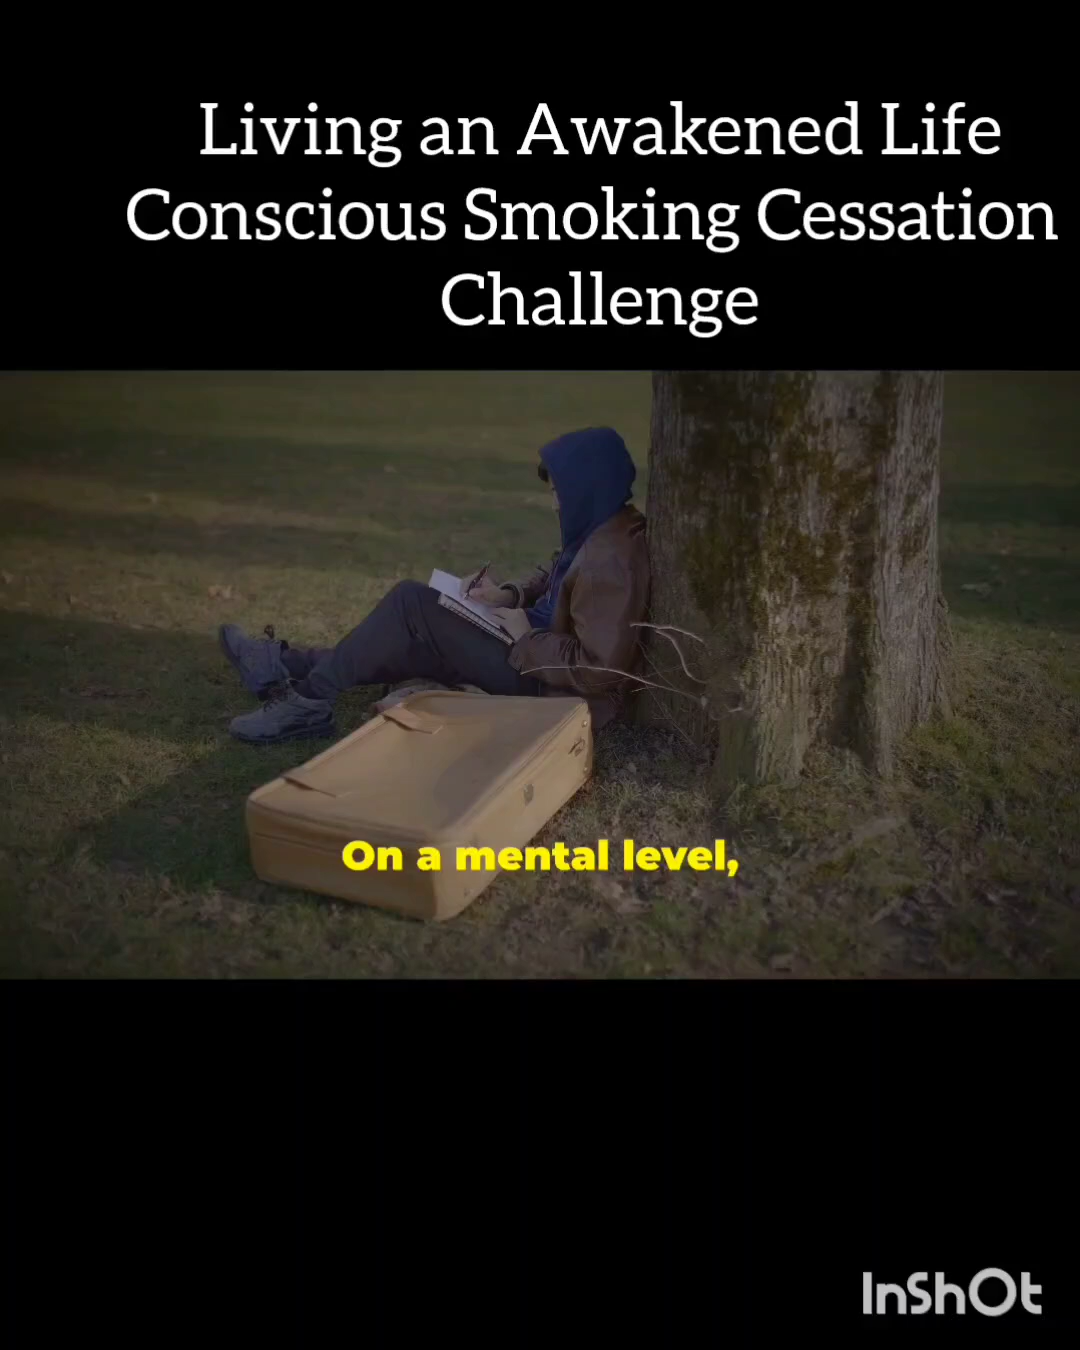 Living an Awakened Life
Conscious Smoking Cessation
Challenge
On a mental level,
InShOt